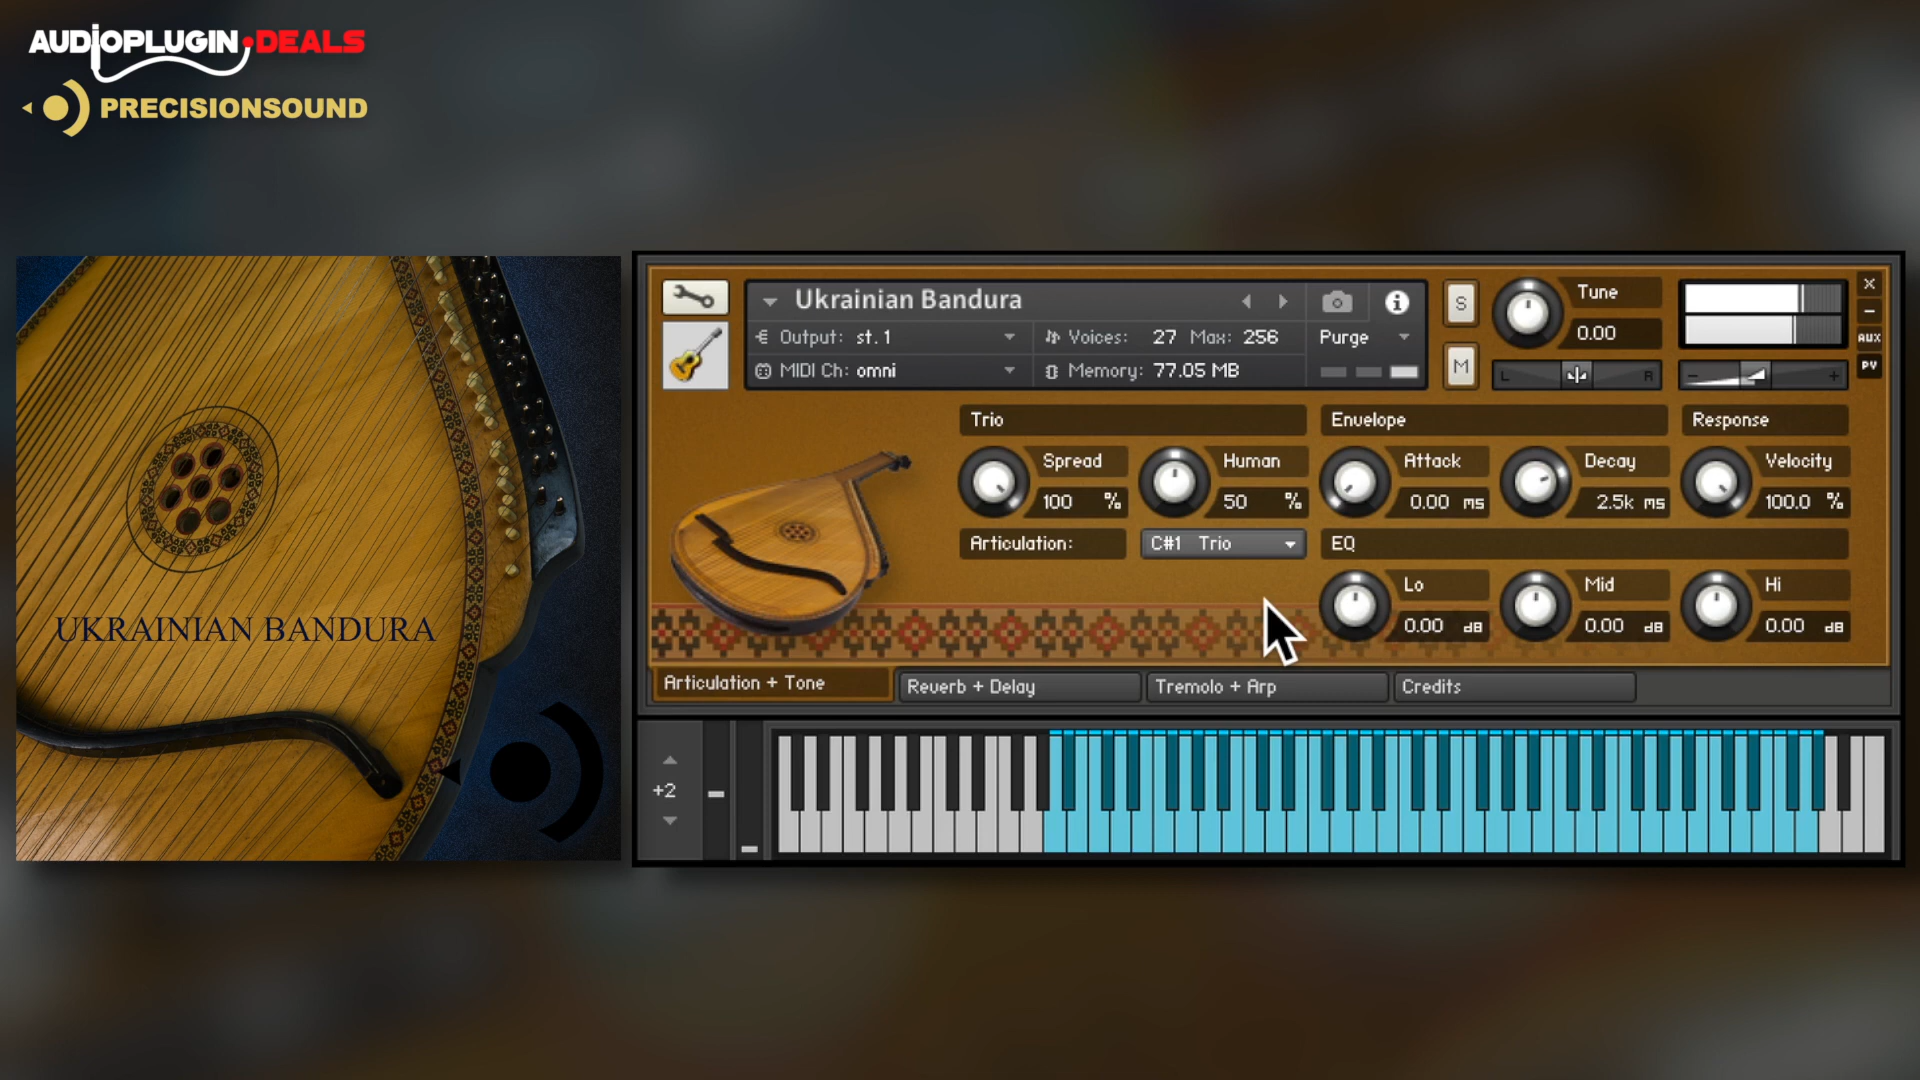 AUDIOPLUGIN.DEALS
PRECISIONSOUND
UKRAINIAN BANDURA
Ukrainian Bandura
Output: st. 1
Voices: 27 Max: 256
Purge
MIDI Ch: omni
Memory: 77.05 MB
S
M
Tune
0.00
L R
- +
×
–
AUX
PV
Trio
Envelope
Response
Spread
100 %
Human
50 %
Attack
0.00 ms
Decay
2.5k ms
Velocity
100.0 %
Articulation:
C#1 Trio
EQ
Lo
0.00 dB
Mid
0.00 dB
Hi
0.00 dB
Articulation + Tone
Reverb + Delay
Tremolo + Arp
Credits
+2